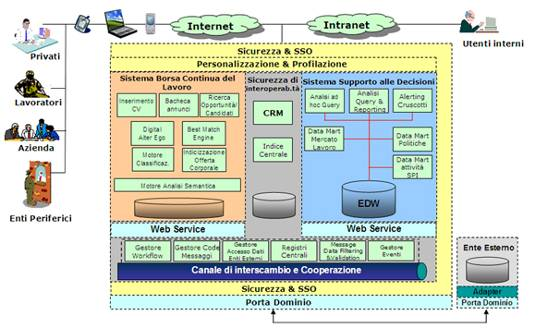 Internet
Intranet
Privati
Utenti interni
Sicurezza & SSO
Personalizzazione & Profilazione
Sistema Borsa Continua del
Lavoro
Inserimento
CV
Bacheca
annunci
Ricerca
Opportunità/
Candidati
Digital
Alter Ego
Best Match
Engine
Motore
Classificaz.
Indicizzazione
Offerta
Corporale
Motore Analisi Semantica
Web Service
Sicurezza di
interoperab.tà
CRM
Indice
Centrale
Sistema Supporto alle Decisioni
Analisi ad
hoc Query
Analisi
Query &
Reporting
Alerting
Cruscotti
Data Mart
Mercato
Lavoro
Data Mart
Politiche
Data Mart
attività
SPI
EDW
Web Service
Lavoratori
Azienda
Enti Periferici
Gestore
Workflow
Gestore Code
Messaggi
Gestore
Accesso Dati
Enti Esterni
Registri
Centrali
Message
Data Filtering
&Validation
Gestore
Eventi
Canale di interscambio e Cooperazione
Sicurezza & SSO
Porta Dominio
Ente Esterno
Adapter
Porta Dominio